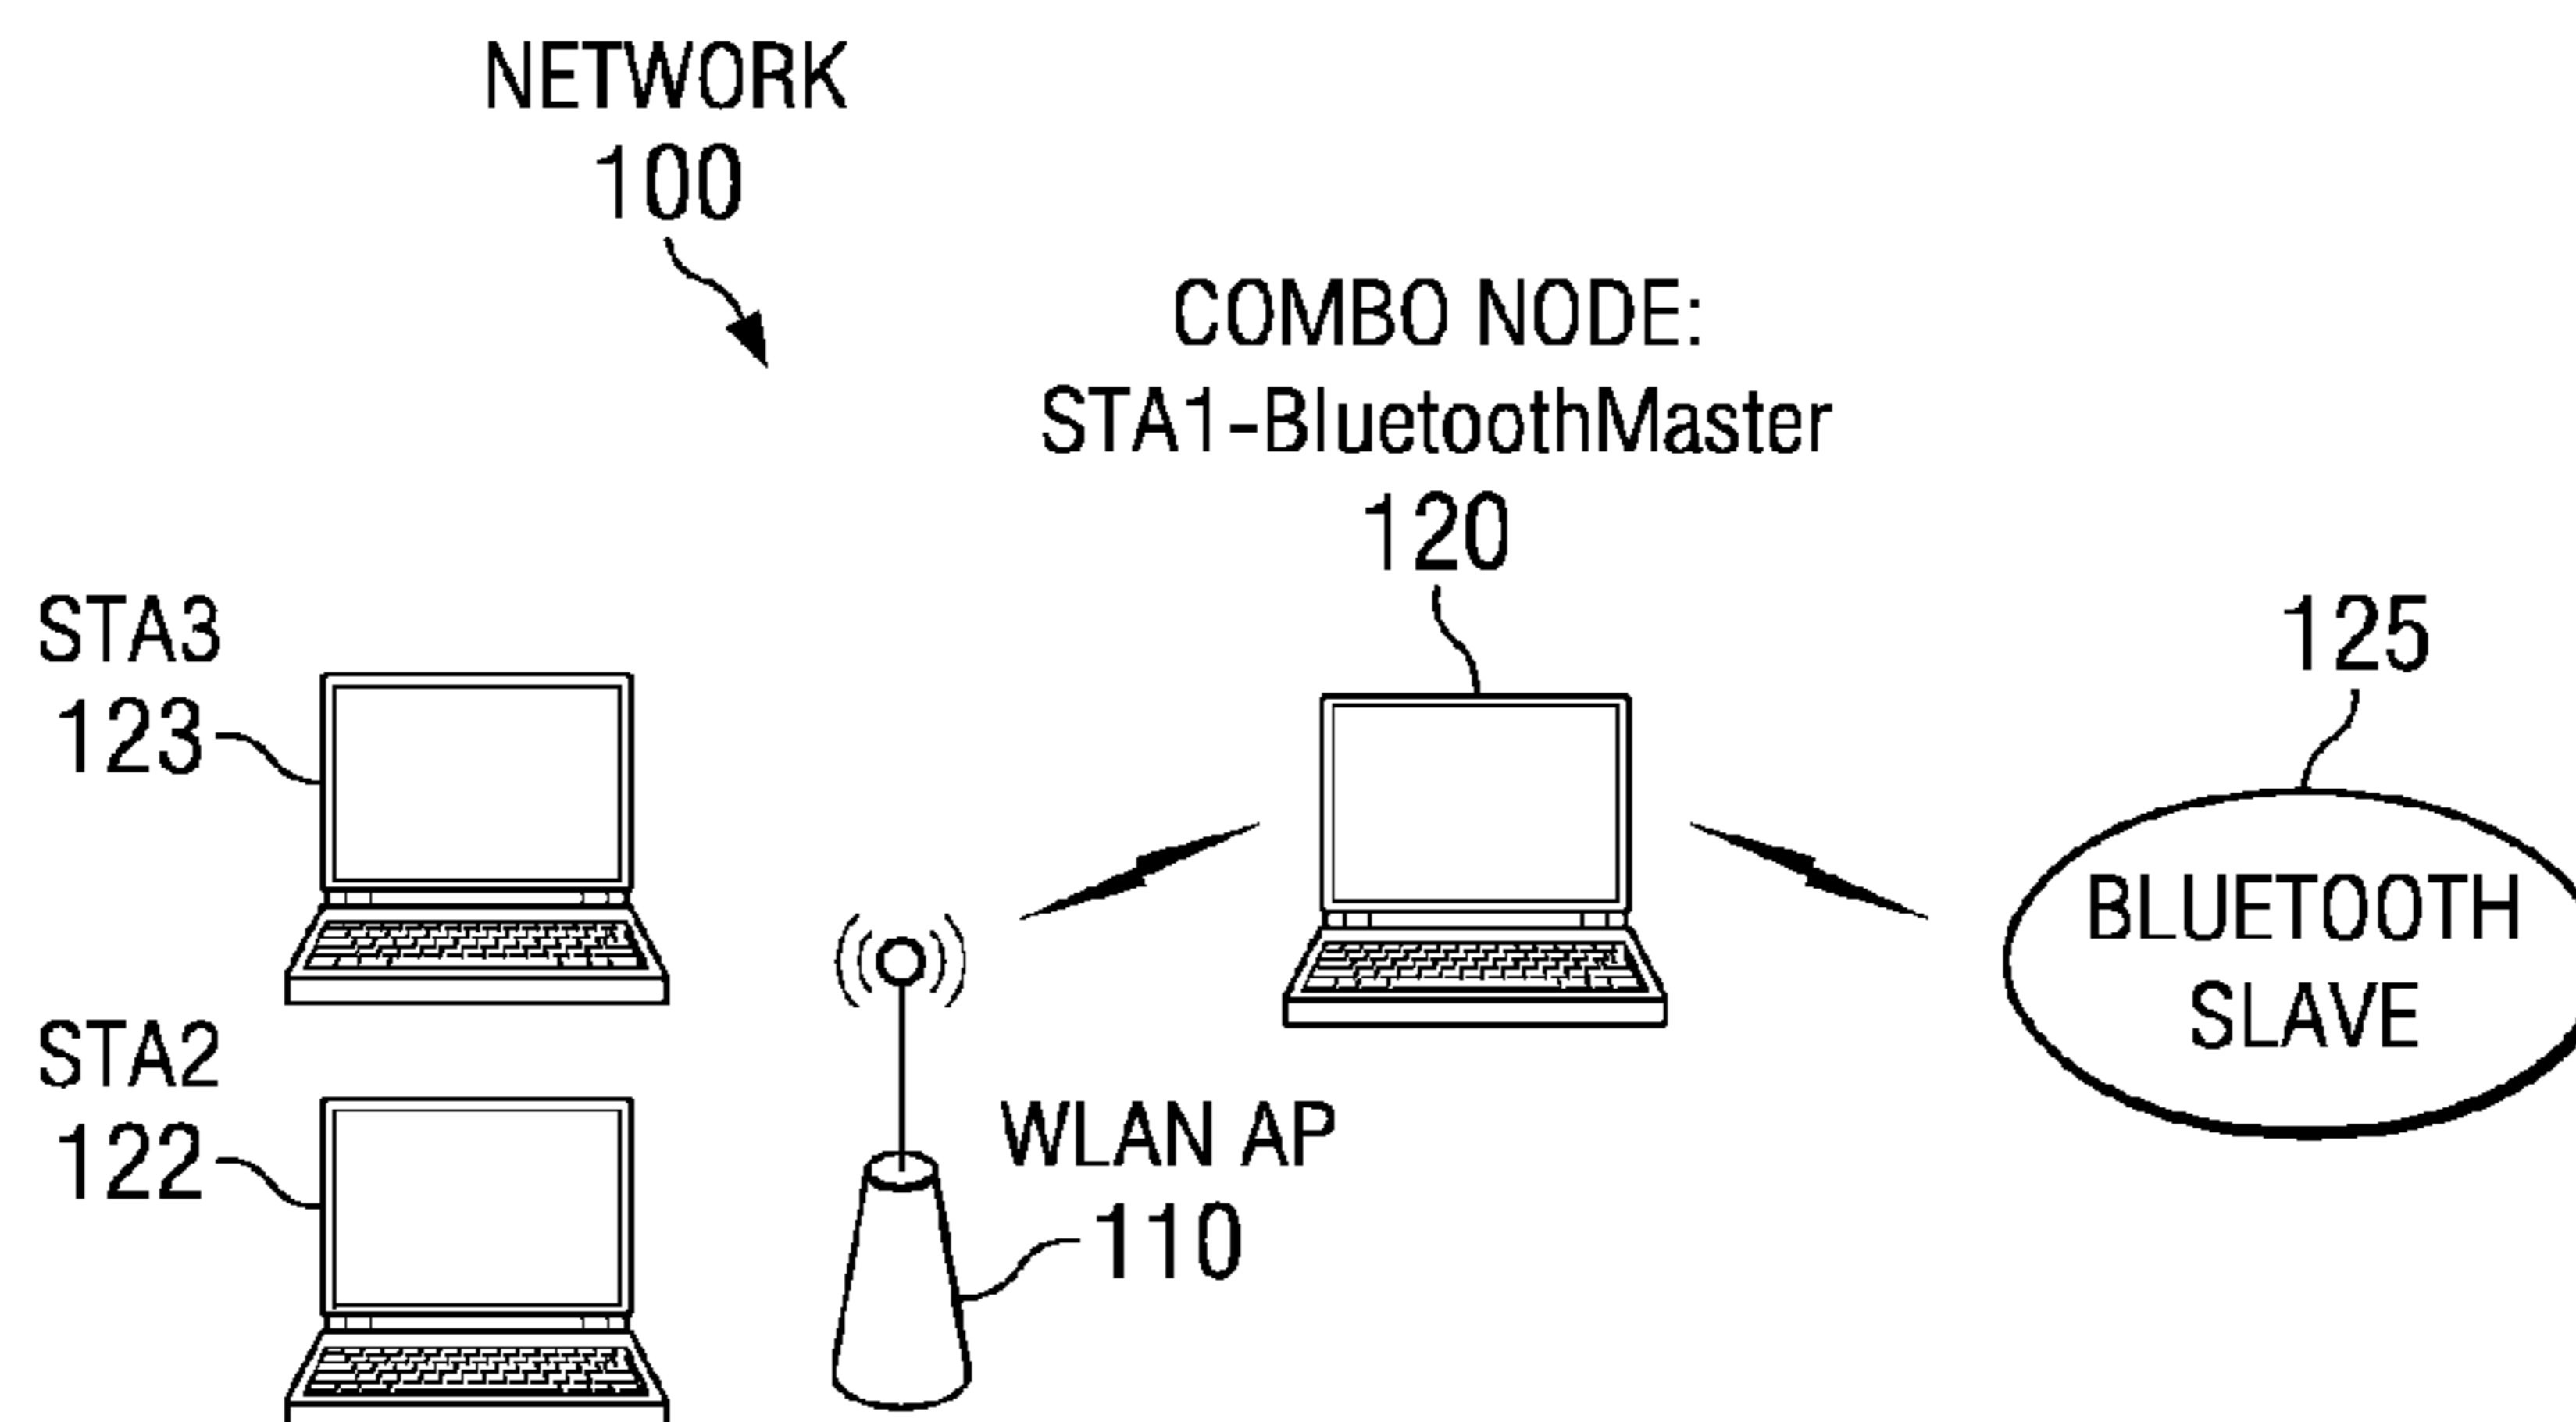 NETWORK
100
COMBO NODE:
STA1-BluetoothMaster
120
STA3
123
125
BLUETOOTH
SLAVE
STA2
122
WLAN AP
110